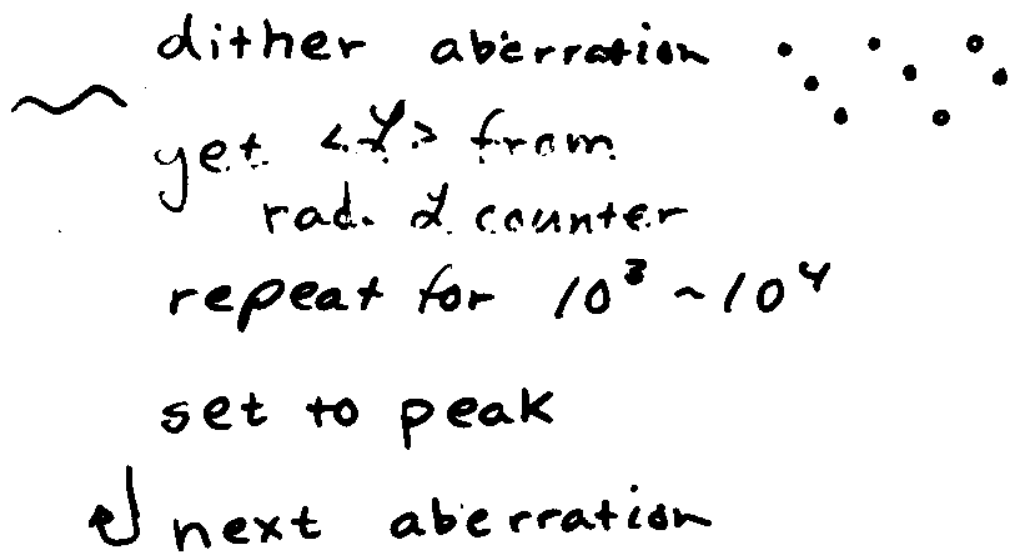 dither aberration
get <ℒ> from
rad. ℒ counter
repeat for 10³ ~ 10⁴
set to peak
next aberration